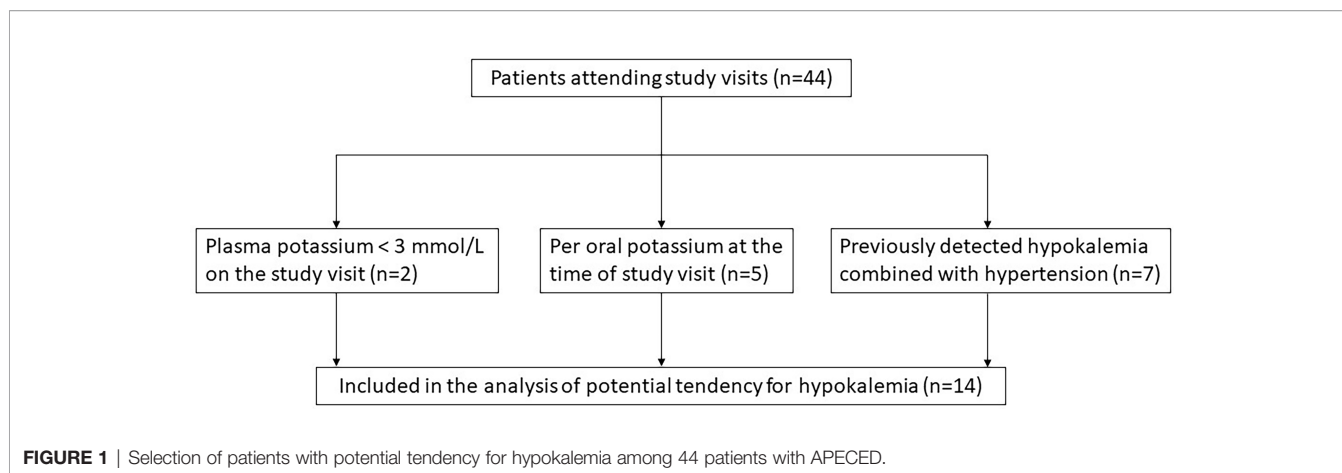 Patients attending study visits (n=44)
Plasma potassium < 3 mmol/L
on the study visit (n=2)
Per oral potassium at the
time of study visit (n=5)
Previously detected hypokalemia
combined with hypertension (n=7)
Included in the analysis of potential tendency for hypokalemia (n=14)
FIGURE 1 | Selection of patients with potential tendency for hypokalemia among 44 patients with APECED.